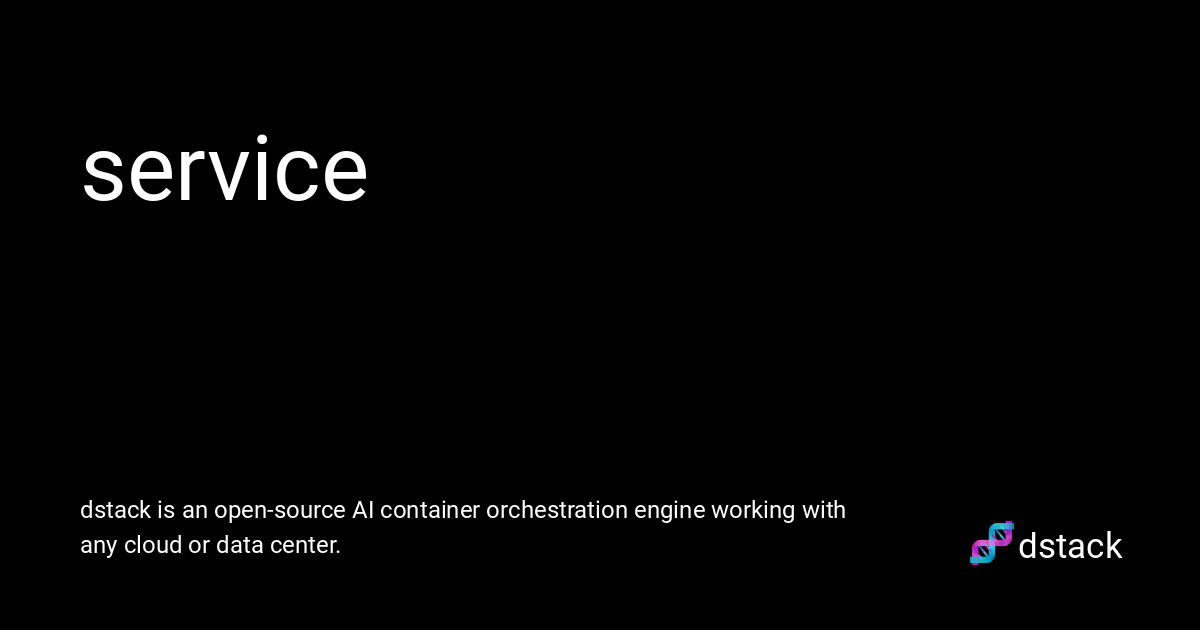 service
dstack is an open-source AI container orchestration engine working with
any cloud or data center.
dstack